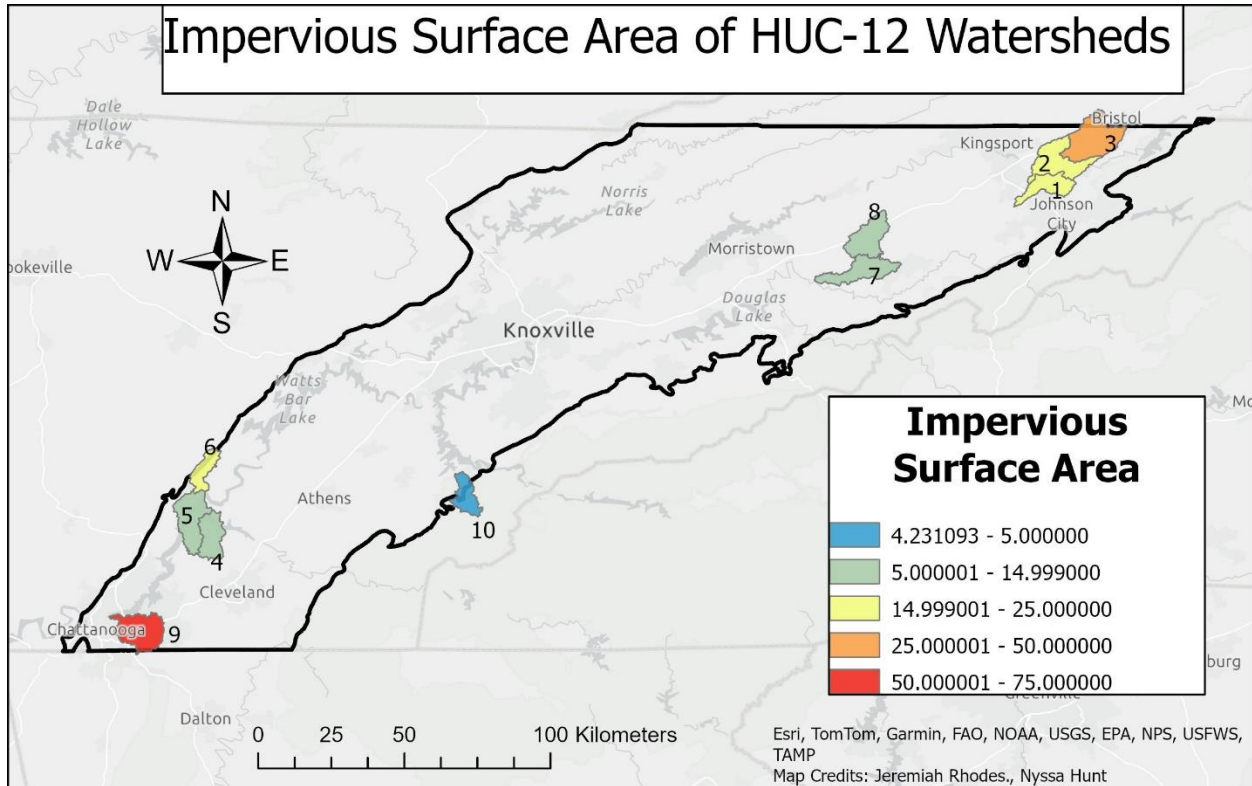 Impervious Surface Area of HUC-12 Watersheds
Dale
Hollow
Lake
Bristol
Kingsport
3
2
1
Johnson
City
N
W E
S
Norris
Lake
8
Morristown
7
ookeville
Douglas
Lake
Knoxville
Watts
Bar
Lake
6
Athens
5
4
10
Cleveland
Chattanooga
9
Dalton
Mo
burg
Greenville
Impervious
Surface Area
4.231093 - 5.000000
5.000001 - 14.999000
14.999001 - 25.000000
25.000001 - 50.000000
50.000001 - 75.000000
0 25 50 100 Kilometers
Esri, TomTom, Garmin, FAO, NOAA, USGS, EPA, NPS, USFWS,
TAMP
Map Credits: Jeremiah Rhodes., Nyssa Hunt